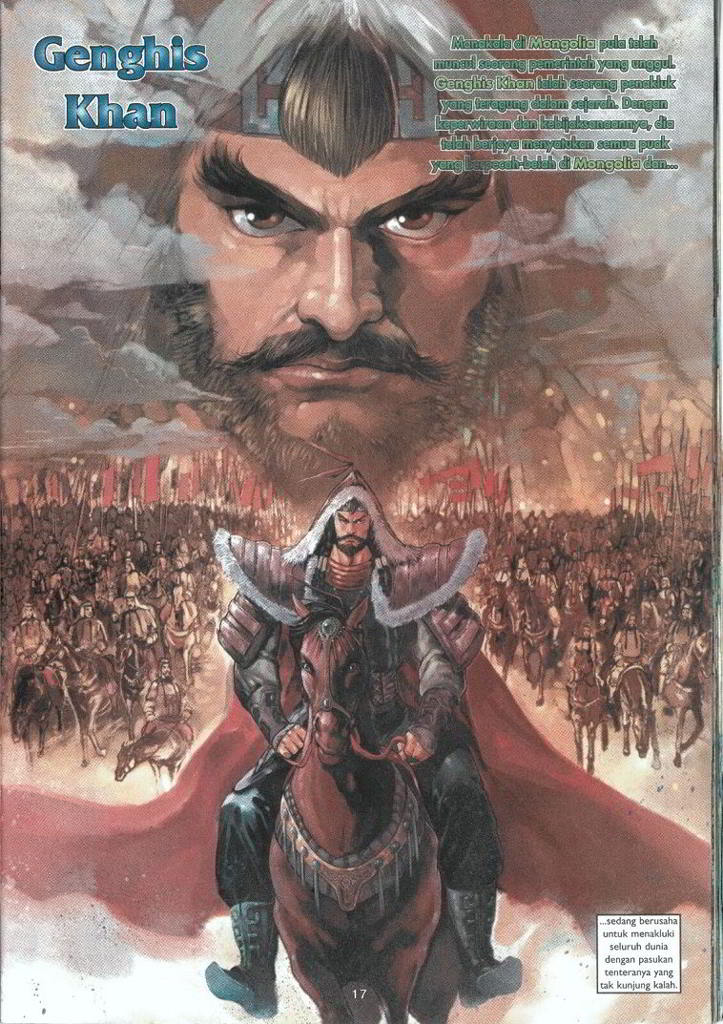 Genghis
Khan
Manakala di Mongolia pula telah
muncul seorang pemerintah yang unggul.
Genghis Khan ialah seorang penakluk
yang teragung dalam sejarah. Dengan
keperwiraan dan kebijaksanaannya, dia
telah berjaya menyatukan semua puak
yang berpecah-belah di Mongolia dan...
...sedang berusaha
untuk menakluki
seluruh dunia
dengan pasukan
tenteranya yang
tak kunjung kalah.
17